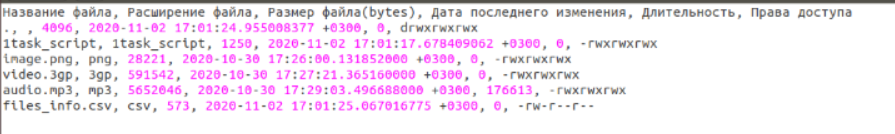 Название файла, Расширение файла, Размер файла(bytes), Дата последнего изменения, Длительность, Права доступа
., , 4096, 2020-11-02 17:01:24.955008377 +0300, 0, drwxrwxrwx
1task_script, 1task_script, 1250, 2020-11-02 17:01:17.678409062 +0300, 0, -rwxrwxrwx
image.png, png, 28221, 2020-10-30 17:26:00.131852000 +0300, 0, -rwxrwxrwx
video.3gp, 3gp, 591542, 2020-10-30 17:27:21.365160000 +0300, 0, -rwxrwxrwx
audio.mp3, mp3, 5652046, 2020-10-30 17:29:03.496688000 +0300, 176613, -rwxrwxrwx
files_info.csv, csv, 573, 2020-11-02 17:01:25.067016775 +0300, 0, -rw-r--r--